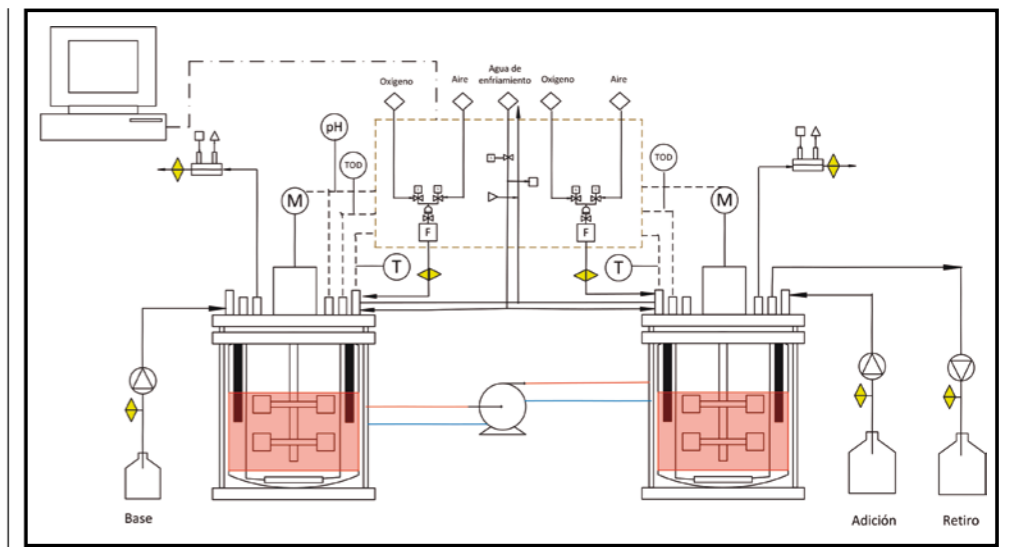 Oxigeno
Aire
Agua de
enfriamiento
Oxigeno
Aire
pH
TOD
TOD
M
M
F
F
T
T
Base
Adición
Retiro